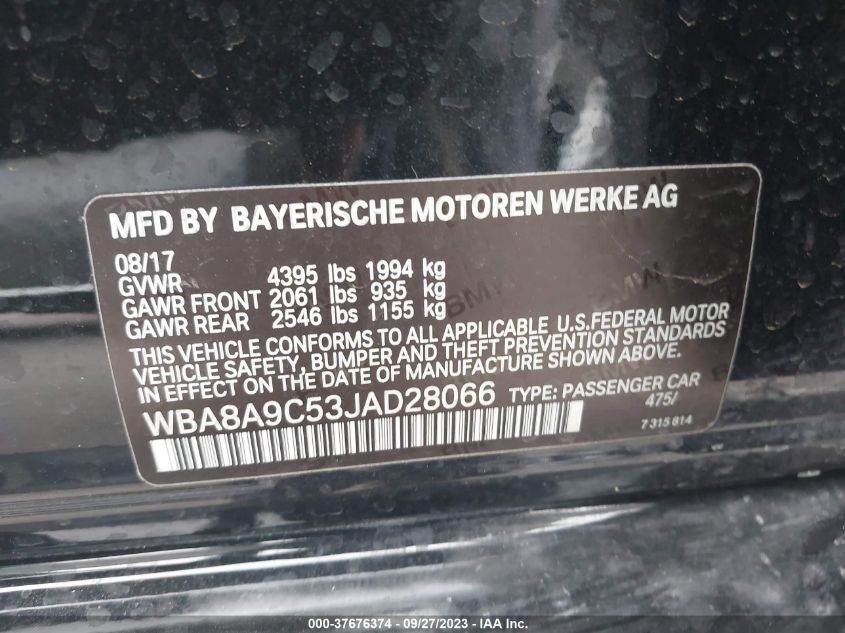 MFD BY BAYERISCHE MOTOREN WERKE AG
08/17
GVWR 4395 lbs 1994 kg
GAWR FRONT 2061 lbs 935 kg
GAWR REAR 2546 lbs 1155 kg
THIS VEHICLE CONFORMS TO ALL APPLICABLE U.S.FEDERAL MOTOR
VEHICLE SAFETY, BUMPER AND THEFT PREVENTION STANDARDS
IN EFFECT ON THE DATE OF MANUFACTURE SHOWN ABOVE.
WBA8A9C53JAD28066 TYPE: PASSENGER CAR
475/
7 315 814
000-37676374 - 09/27/2023 - IAA Inc.